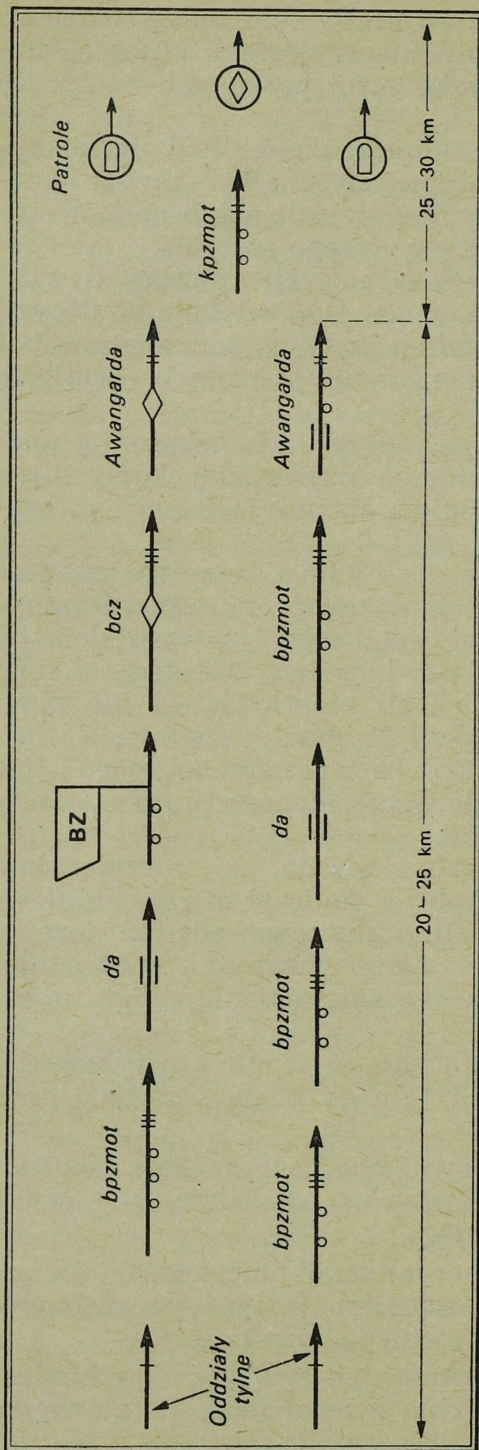 Patrole
kpzmot
25 – 30 km
Awangarda
Awangarda
bcz
bpzmot
BZ
da
da
20 – 25 km
bpzmot
bpzmot
bpzmot
Oddziały
tylne